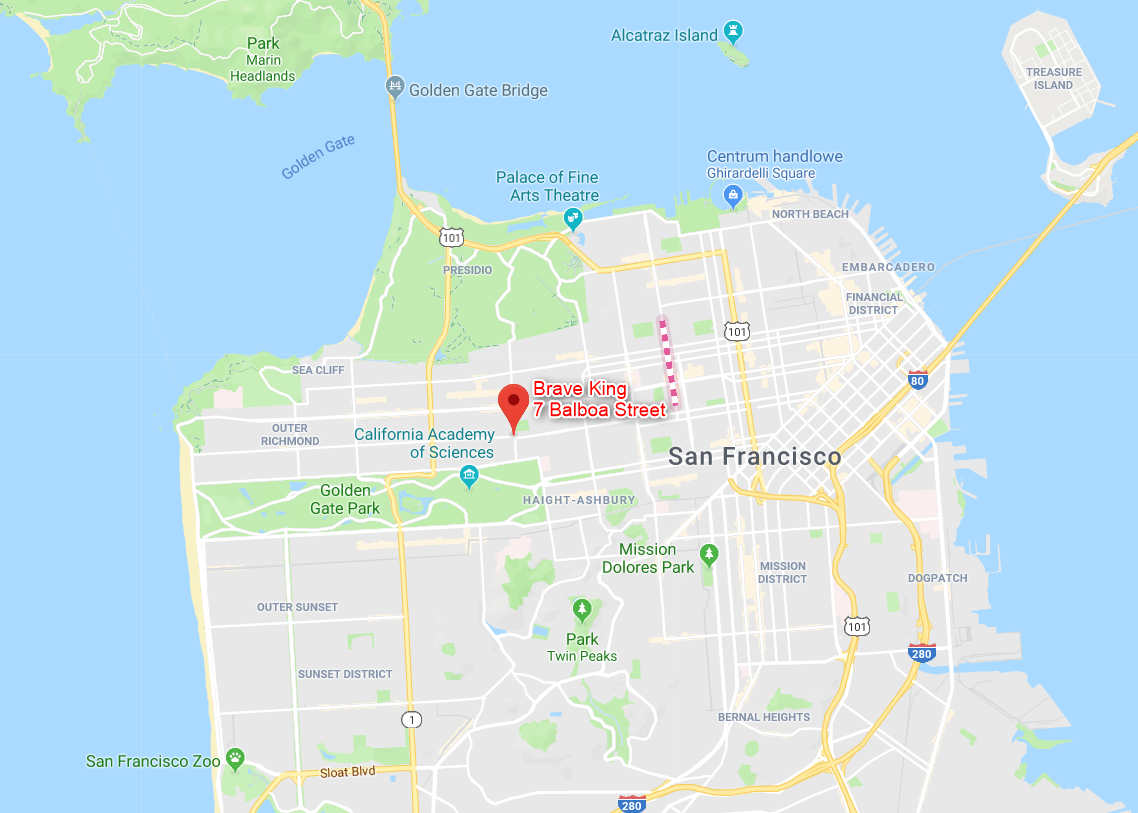 Alcatraz Island
Park
Marin
Headlands
TREASURE
ISLAND
Golden Gate Bridge
Golden Gate
Centrum handlowe
Ghirardelli Square
Palace of Fine
Arts Theatre
NORTH BEACH
101
PRESIDIO
EMBARCADERO
FINANCIAL
DISTRICT
101
SEA CLIFF
80
Brave King
7 Balboa Street
OUTER
RICHMOND
California Academy
of Sciences
San Francisco
Golden
Gate Park
HAIGHT-ASHBURY
Mission
Dolores Park
MISSION
DISTRICT
DOGPATCH
OUTER SUNSET
Park
Twin Peaks
101
280
SUNSET DISTRICT
1
BERNAL HEIGHTS
San Francisco Zoo
Sloat Blvd
280